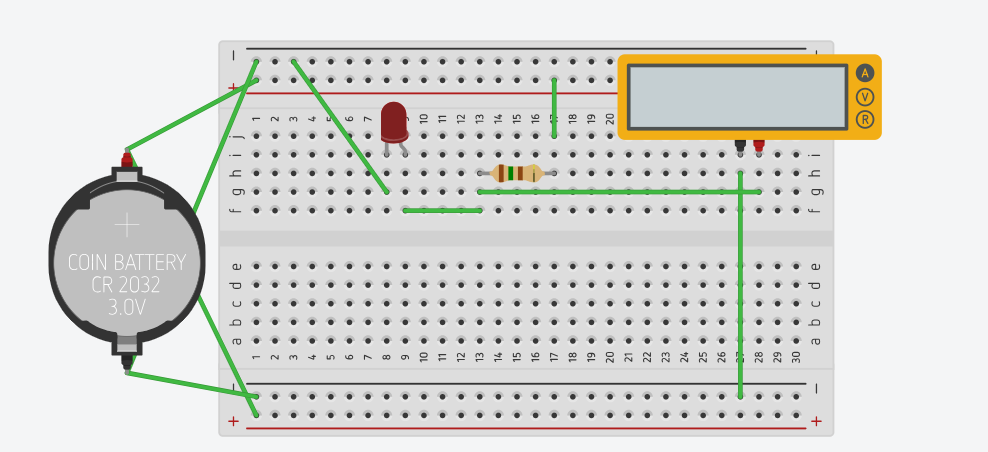 − −
+
1 2 3 4 5 6 7 8 9 10 11 12 13 14 15 16 17 18 19 20
A
V
R
j
i i
h h
g g
f f
COIN BATTERY
CR 2032
3.0V
e e
d d
c c
b b
a a
1 2 3 4 5 6 7 8 9 10 11 12 13 14 15 16 17 18 19 20 21 22 23 24 25 26 27 28 29 30
− −
+ +